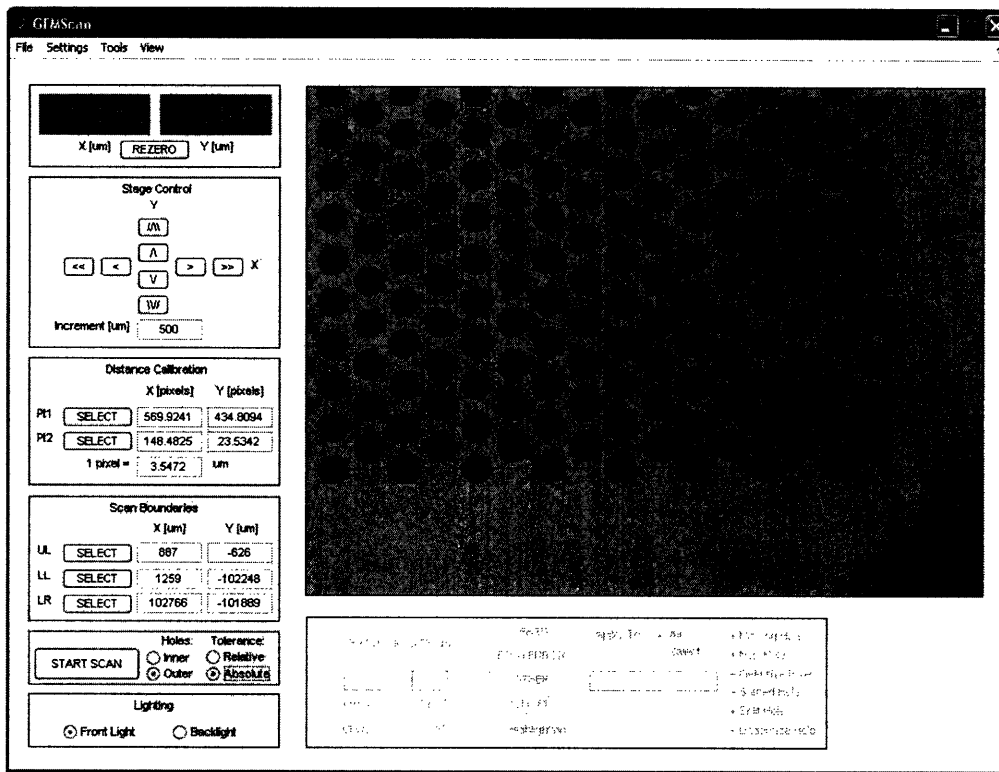 GEMScan
File Settings Tools View
X [um] REZERO Y [um]
Stage Control
Y
/\/\
<< < /\ > >> X
\/
\/\/
Increment [um] 500
Distance Calibration
X [pixels] Y [pixels]
Pt1 SELECT 569.9241 434.8094
Pt2 SELECT 148.4825 23.5342
1 pixel = 3.5472 um
Scan Boundaries
X [um] Y [um]
UL SELECT 887 -626
LL SELECT 1259 -102248
LR SELECT 102766 -101889
Holes: Tolerance:
START SCAN Inner Relative
Outer Absolute
Lighting
Front Light Backlight